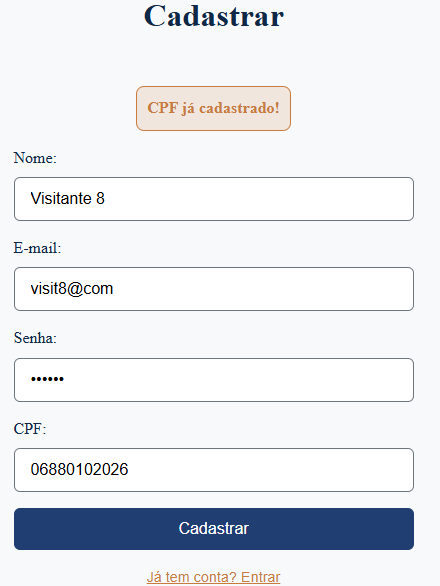 Cadastrar
CPF já cadastrado!
Nome:
Visitante 8
E-mail:
visit8@com
Senha:
••••••
CPF:
06880102026
Cadastrar
Já tem conta? Entrar